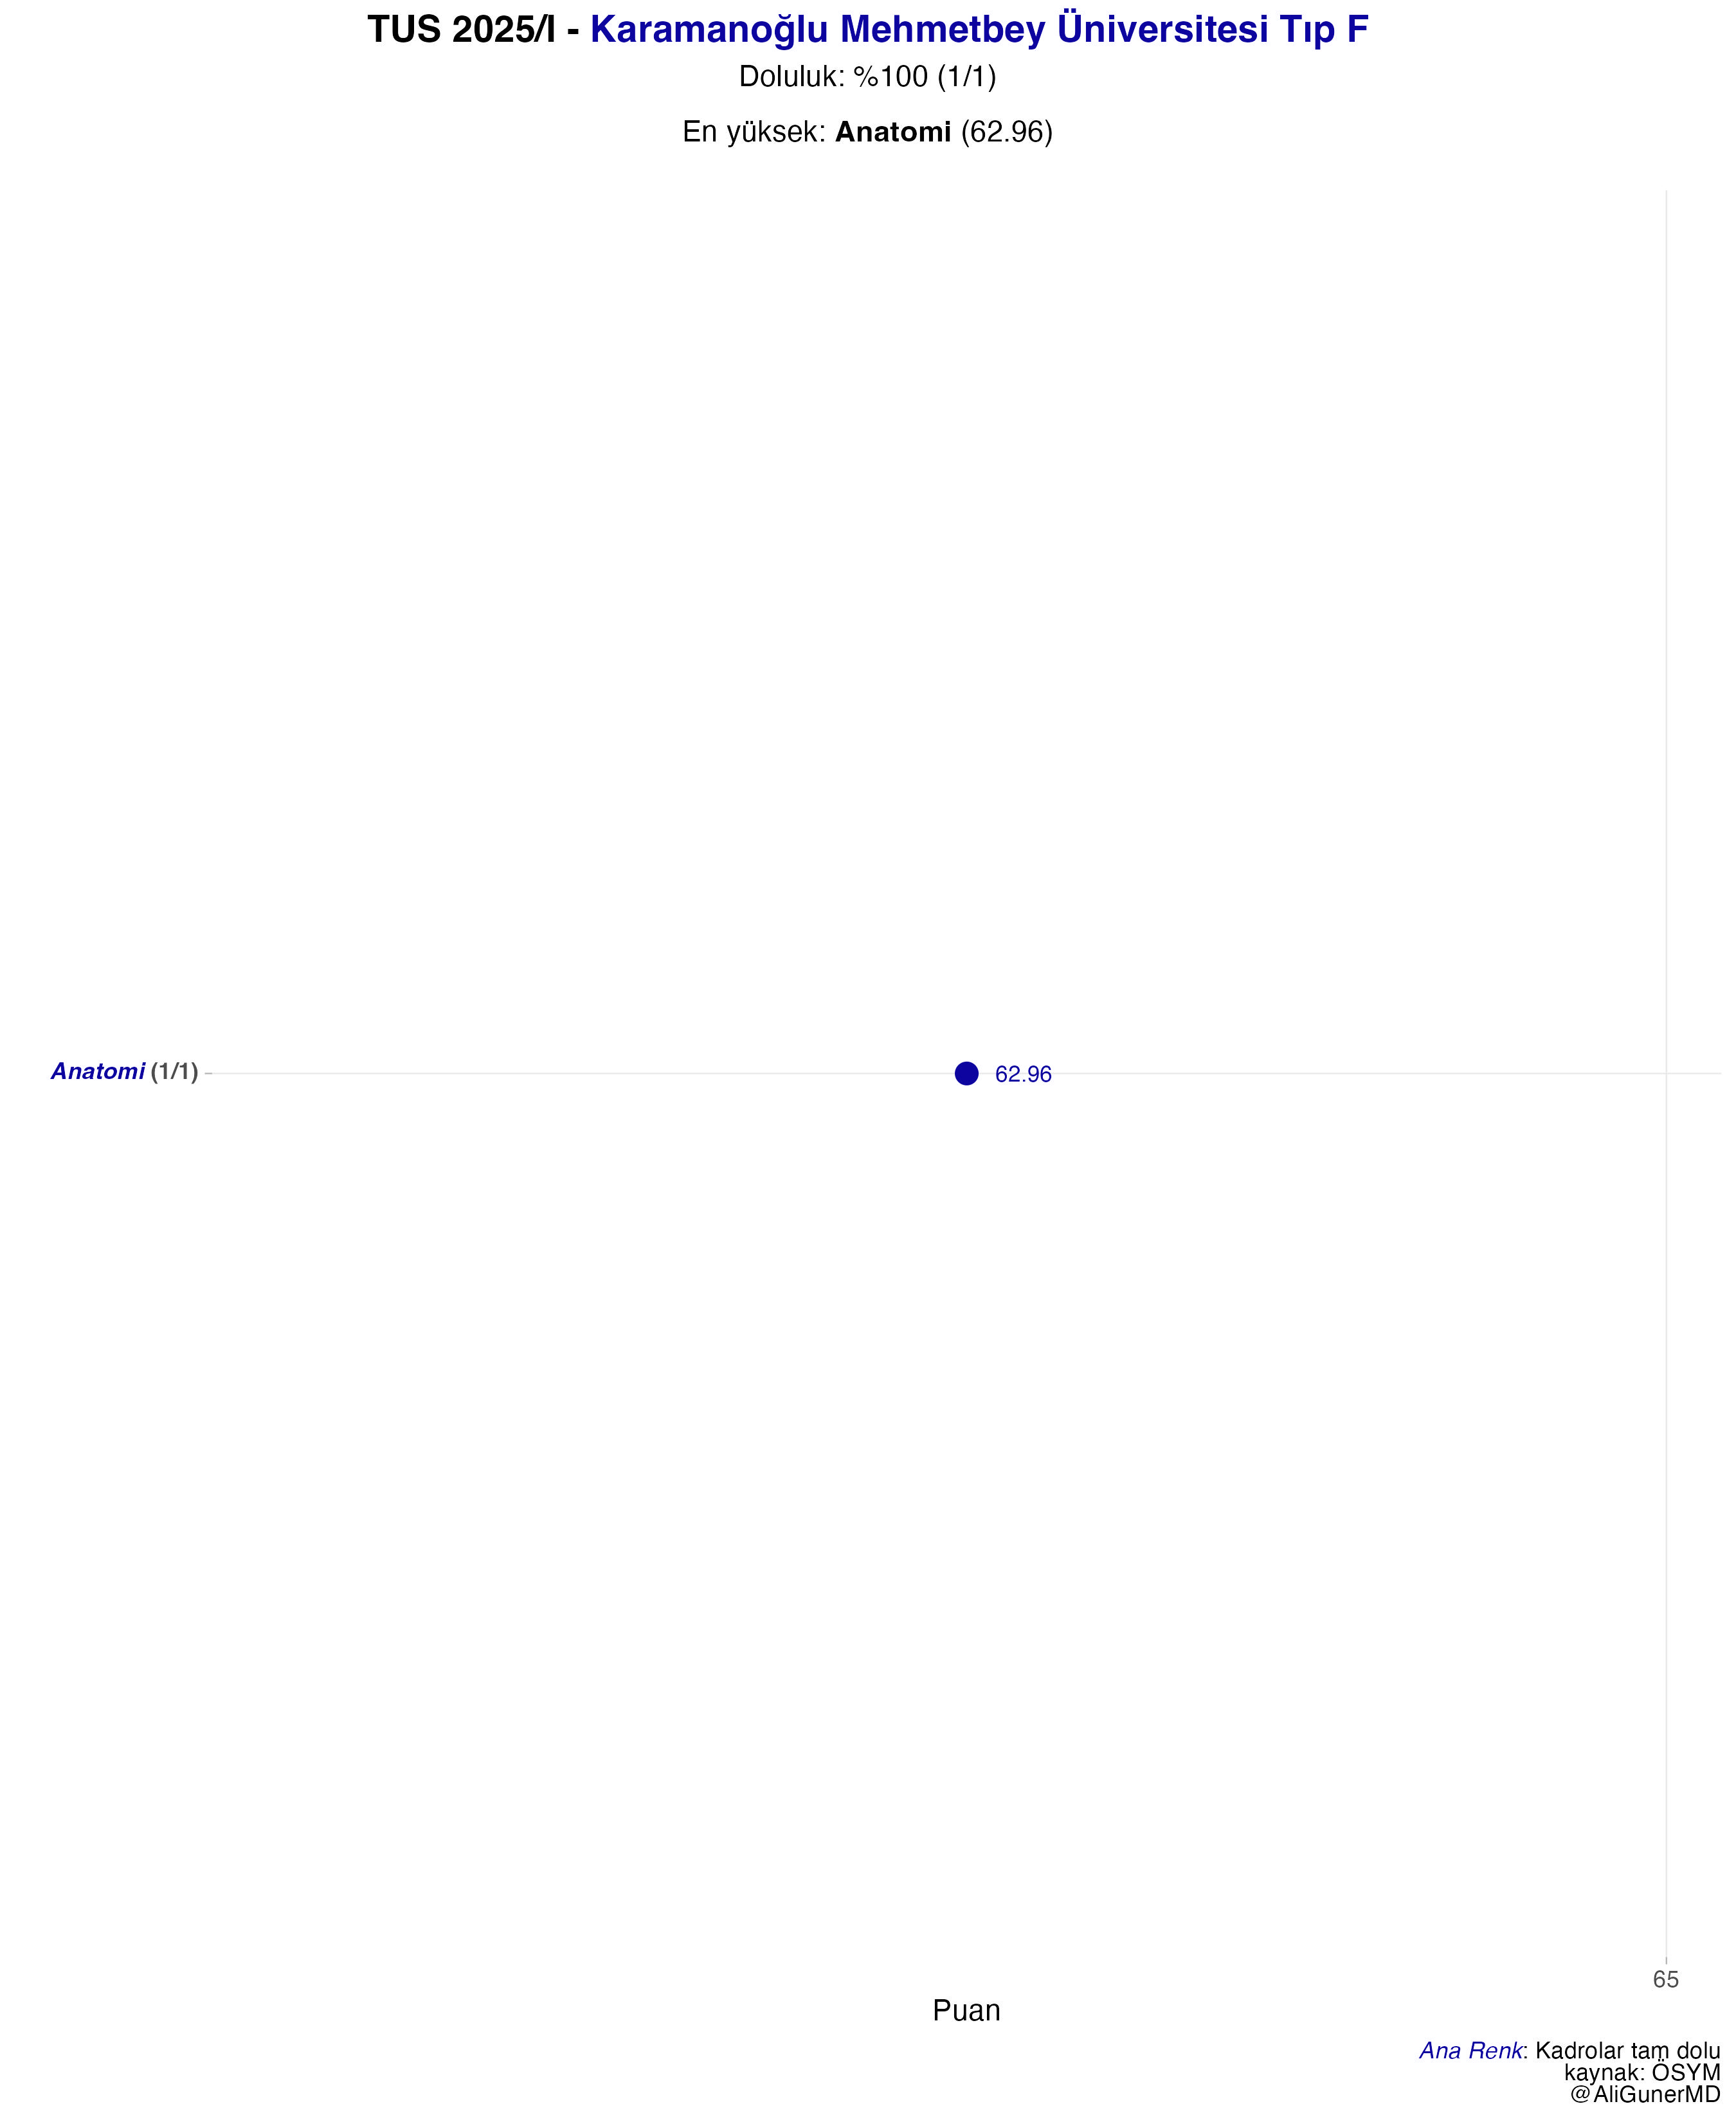 TUS 2025/I - Karamanoğlu Mehmetbey Üniversitesi Tıp F
Doluluk: %100 (1/1)
En yüksek: Anatomi (62.96)
Anatomi (1/1)
62.96
65
Puan
Ana Renk: Kadrolar tam dolu
kaynak: ÖSYM
@AliGunerMD